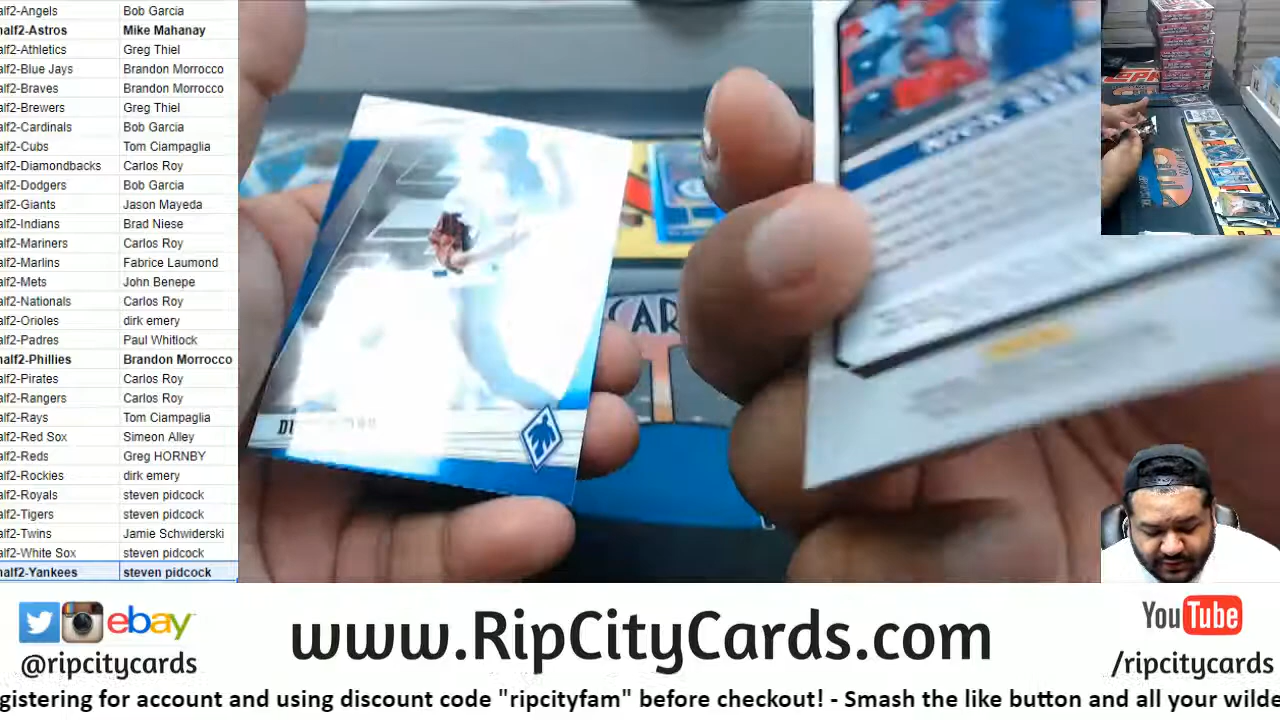 alf2-Angels Bob Garcia
half2-Astros Mike Mahanay
alf2-Athletics Greg Thiel
alf2-Blue Jays Brandon Morrocco
alf2-Braves Brandon Morrocco
alf2-Brewers Greg Thiel
alf2-Cardinals Bob Garcia
alf2-Cubs Tom Ciampaglia
alf2-Diamondbacks Carlos Roy
alf2-Dodgers Bob Garcia
alf2-Giants Jason Mayeda
alf2-Indians Brad Niese
alf2-Mariners Carlos Roy
alf2-Marlins Fabrice Laumond
alf2-Mets John Benepe
alf2-Nationals Carlos Roy
alf2-Orioles dirk emery
alf2-Padres Paul Whitlock
half2-Phillies Brandon Morrocco
alf2-Pirates Carlos Roy
alf2-Rangers Carlos Roy
alf2-Rays Tom Ciampaglia
alf2-Red Sox Simeon Alley
alf2-Reds Greg HORNBY
alf2-Rockies dirk emery
alf2-Royals steven pidcock
alf2-Tigers steven pidcock
alf2-Twins Jamie Schwiderski
alf2-White Sox steven pidcock
half2-Yankees steven pidcock
CAR
ebay
@ripcitycards
www.RipCityCards.com
YouTube
/ripcitycards
gistering for account and using discount code "ripcityfam" before checkout! - Smash the like button and all your wilde